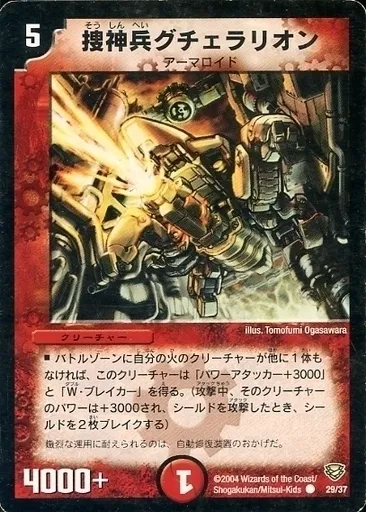 5
そう しん へい
捜神兵グチェラリオン
アーマロイド
illus. Tomofumi Ogasawara
クリーチャー
■ バトルゾーンに自分の火のクリーチャーが他に1体も
なければ、このクリーチャーは「パワーアタッカー+3000」
と「W・ブレイカー」を得る。(攻撃中、そのクリーチャー
のパワーは+3000され、シールドを攻撃したとき、シー
ルドを2枚ブレイクする)
な運用に耐えられるのは、自動修復装置のおかげだ。
4000+
1
©2004 Wizards of the Coast/
Shogakukan/Mitsui-Kids
29/37